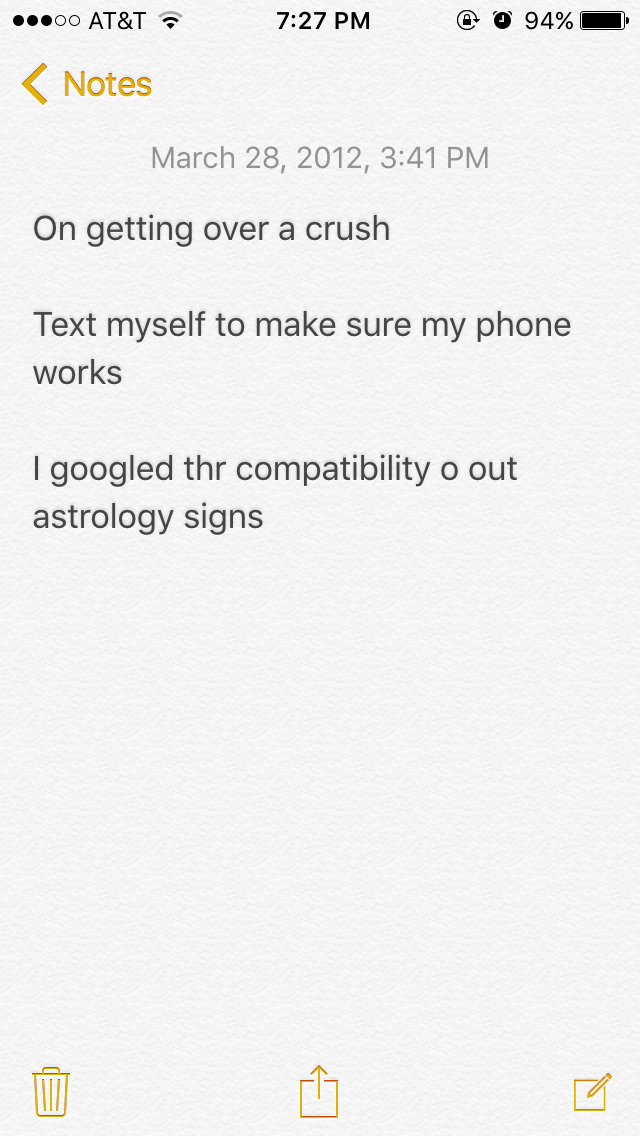 AT&T 7:27 PM 94%
Notes
March 28, 2012, 3:41 PM
On getting over a crush
Text myself to make sure my phone
works
I googled thr compatibility o out
astrology signs